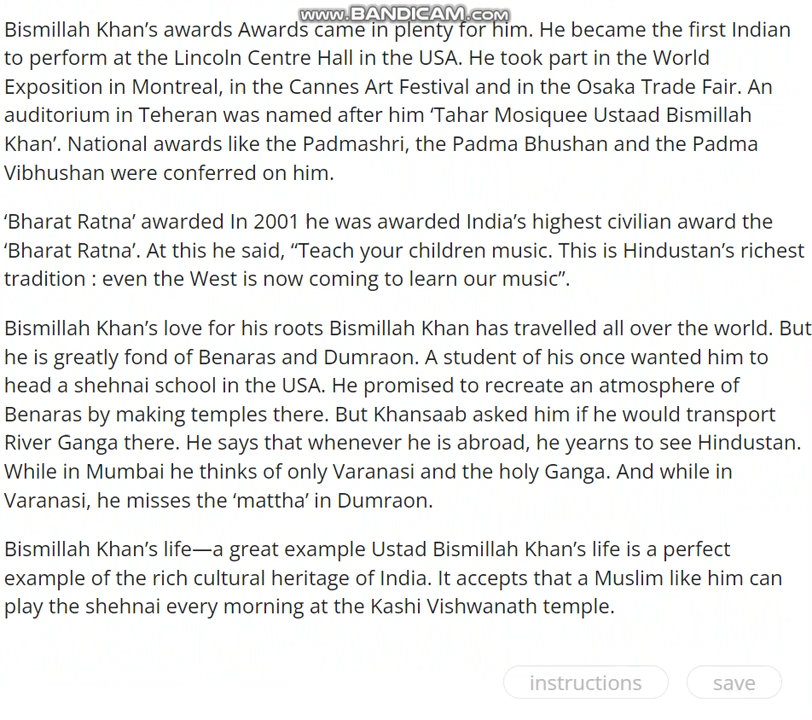 www.BANDICAM.com
Bismillah Khan’s awards Awards came in plenty for him. He became the first Indian
to perform at the Lincoln Centre Hall in the USA. He took part in the World
Exposition in Montreal, in the Cannes Art Festival and in the Osaka Trade Fair. An
auditorium in Teheran was named after him ‘Tahar Mosiquee Ustaad Bismillah
Khan’. National awards like the Padmashri, the Padma Bhushan and the Padma
Vibhushan were conferred on him.
‘Bharat Ratna’ awarded In 2001 he was awarded India’s highest civilian award the
‘Bharat Ratna’. At this he said, “Teach your children music. This is Hindustan’s richest
tradition : even the West is now coming to learn our music”.
Bismillah Khan’s love for his roots Bismillah Khan has travelled all over the world. But
he is greatly fond of Benaras and Dumraon. A student of his once wanted him to
head a shehnai school in the USA. He promised to recreate an atmosphere of
Benaras by making temples there. But Khansaab asked him if he would transport
River Ganga there. He says that whenever he is abroad, he yearns to see Hindustan.
While in Mumbai he thinks of only Varanasi and the holy Ganga. And while in
Varanasi, he misses the ‘mattha’ in Dumraon.
Bismillah Khan’s life—a great example Ustad Bismillah Khan’s life is a perfect
example of the rich cultural heritage of India. It accepts that a Muslim like him can
play the shehnai every morning at the Kashi Vishwanath temple.
instructions save